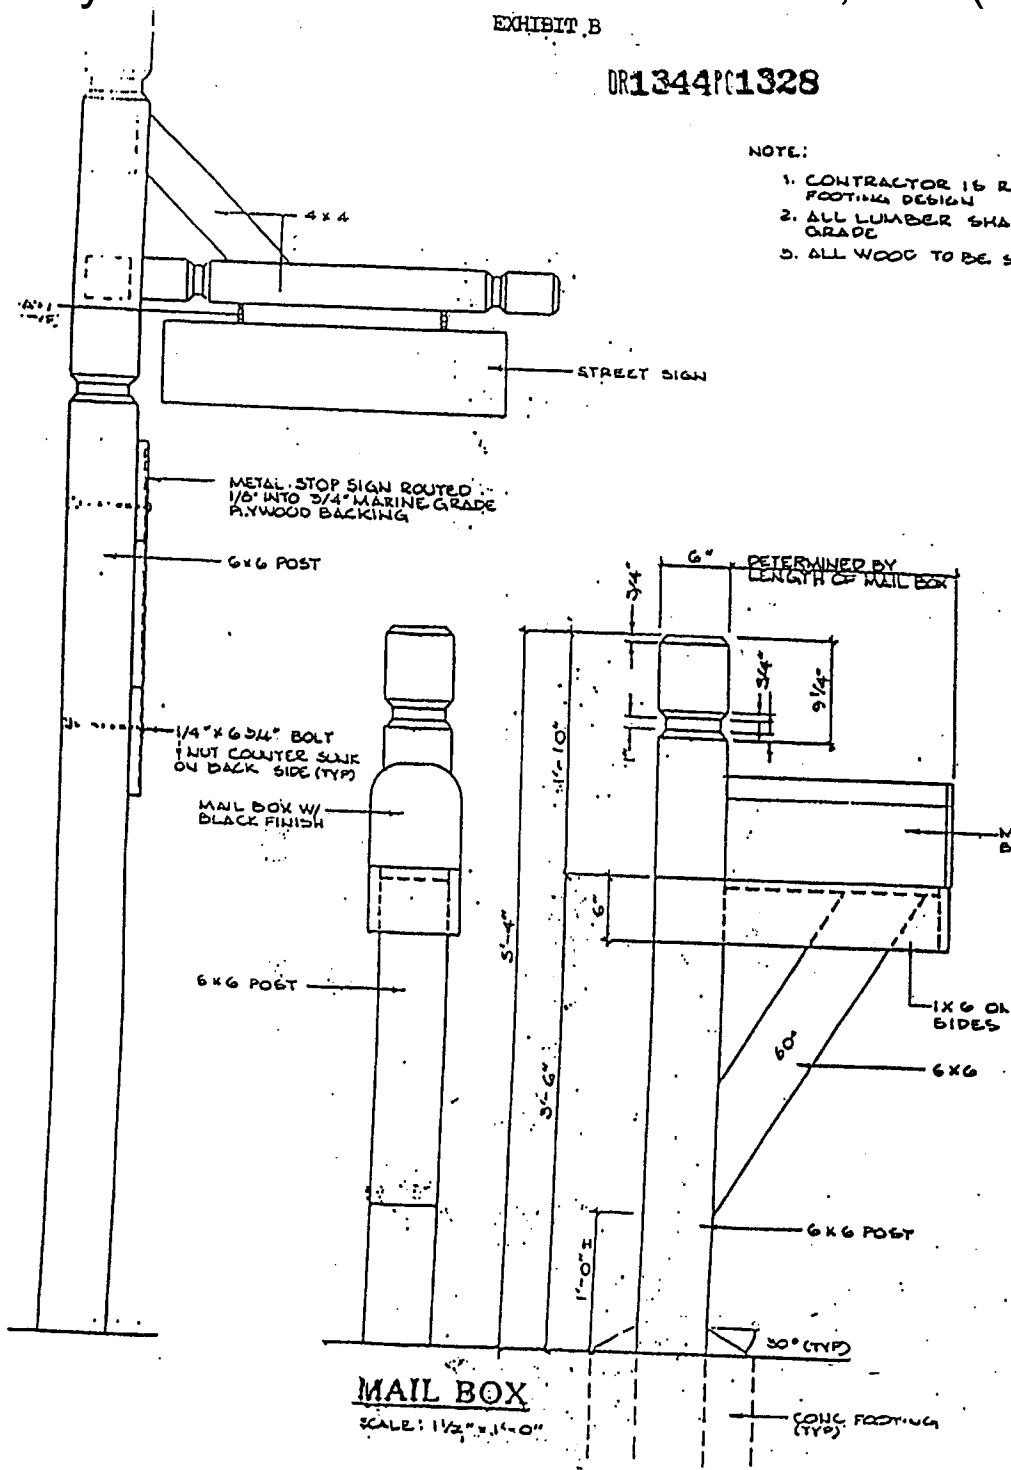 EXHIBIT B
OR1344PG1328
NOTE:
1. CONTRACTOR IS R
FOOTING DESIGN
2. ALL LUMBER SHA
GRADE
3. ALL WOOD TO BE S
4 x 4
STREET SIGN
METAL STOP SIGN ROUTED
1/8" INTO 3/4" MARINE GRADE
PLYWOOD BACKING
6x6 POST
1/4" x 6 3/4" BOLT
NUT COUNTER SUNK
ON BACK SIDE (TYP)
MAIL BOX W/
BLACK FINISH
6 x 6 POST
6"
DETERMINED BY
LENGTH OF MAIL BOX
3/4"
3/4"
9 1/4"
1"
1'-10"
M
B
6"
5'-4"
1X6 ON
SIDES
60°
6X6
3'-6"
6 x 6 POST
1'-0" ±
30° (TYP)
CONC FOOTING
(TYP)
MAIL BOX
SCALE: 1 1/2" = 1'-0"